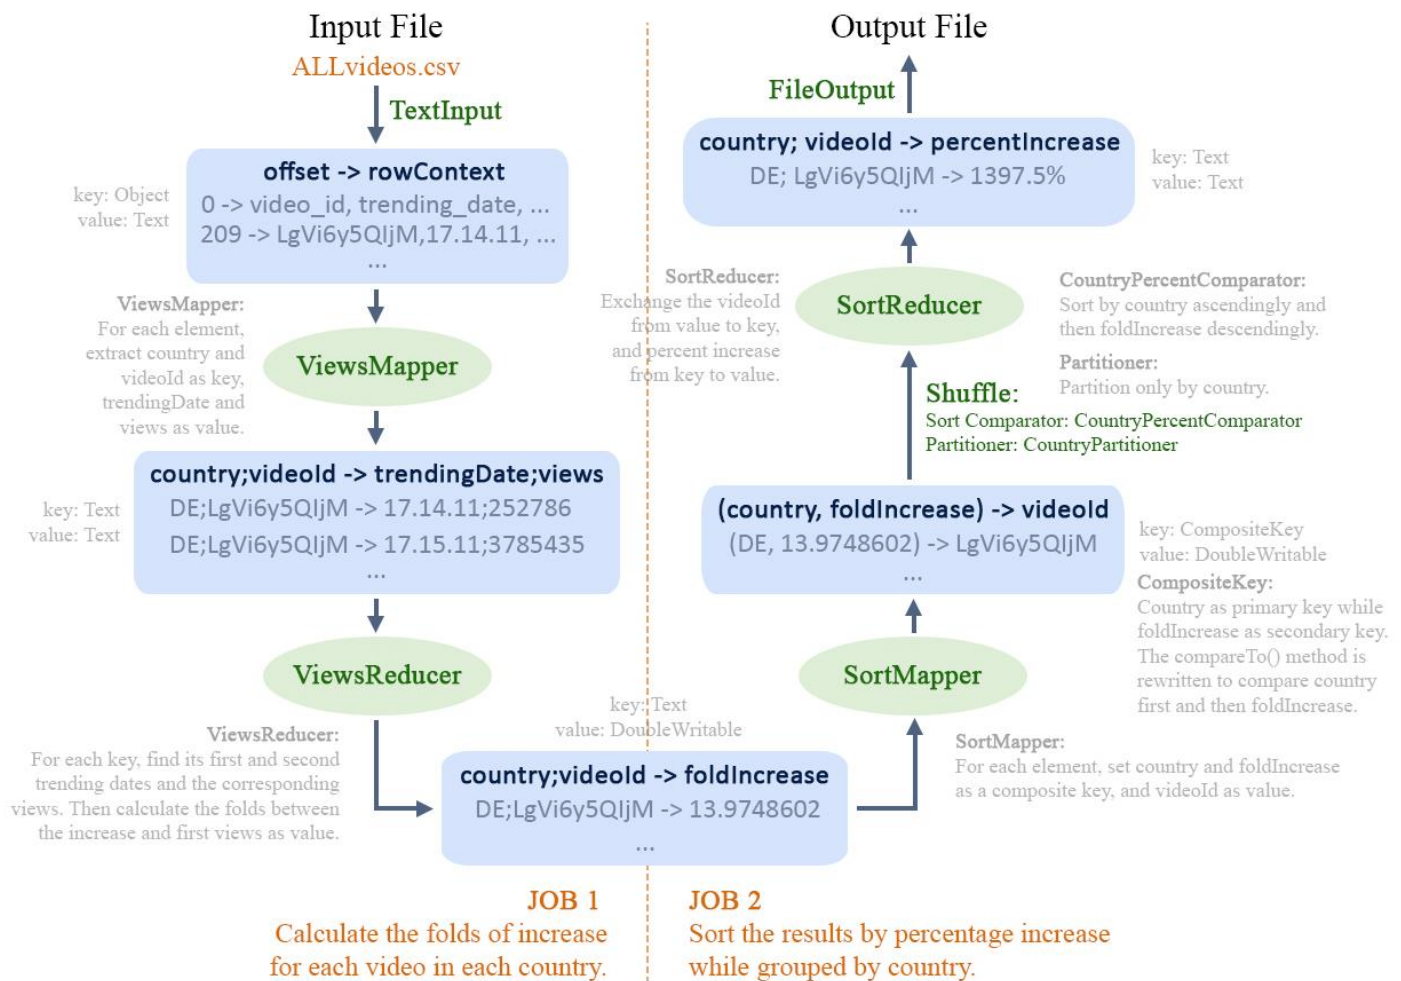 Input File
ALLvideos.csv
TextInput
offset -> rowContext
0 -> video_id, trending_date, ...
209 -> LgVi6y5QIjM,17.14.11, ...
...
key: Object
value: Text
ViewsMapper:
For each element,
extract country and
videoId as key,
trendingDate and
views as value.
ViewsMapper
country;videoId -> trendingDate;views
DE;LgVi6y5QIjM -> 17.14.11;252786
DE;LgVi6y5QIjM -> 17.15.11;3785435
...
key: Text
value: Text
ViewsReducer
ViewsReducer:
For each key, find its first and second
trending dates and the corresponding
views. Then calculate the folds between
the increase and first views as value.
key: Text
value: DoubleWritable
country;videoId -> foldIncrease
DE;LgVi6y5QIjM -> 13.9748602
...
JOB 1
Calculate the folds of increase
for each video in each country.
Output File
FileOutput
country; videoId -> percentIncrease
DE; LgVi6y5QIjM -> 1397.5%
...
key: Text
value: Text
SortReducer:
Exchange the videoId
from value to key,
and percent increase
from key to value.
SortReducer
CountryPercentComparator:
Sort by country ascendingly and
then foldIncrease descendingly.
Partitioner:
Partition only by country.
Shuffle:
Sort Comparator: CountryPercentComparator
Partitioner: CountryPartitioner
(country, foldIncrease) -> videoId
(DE, 13.9748602) -> LgVi6y5QIjM
...
key: CompositeKey
value: DoubleWritable
CompositeKey:
Country as primary key while
foldIncrease as secondary key.
The compareTo() method is
rewritten to compare country
first and then foldIncrease.
SortMapper
SortMapper:
For each element, set country and foldIncrease
as a composite key, and videoId as value.
JOB 2
Sort the results by percentage increase
while grouped by country.